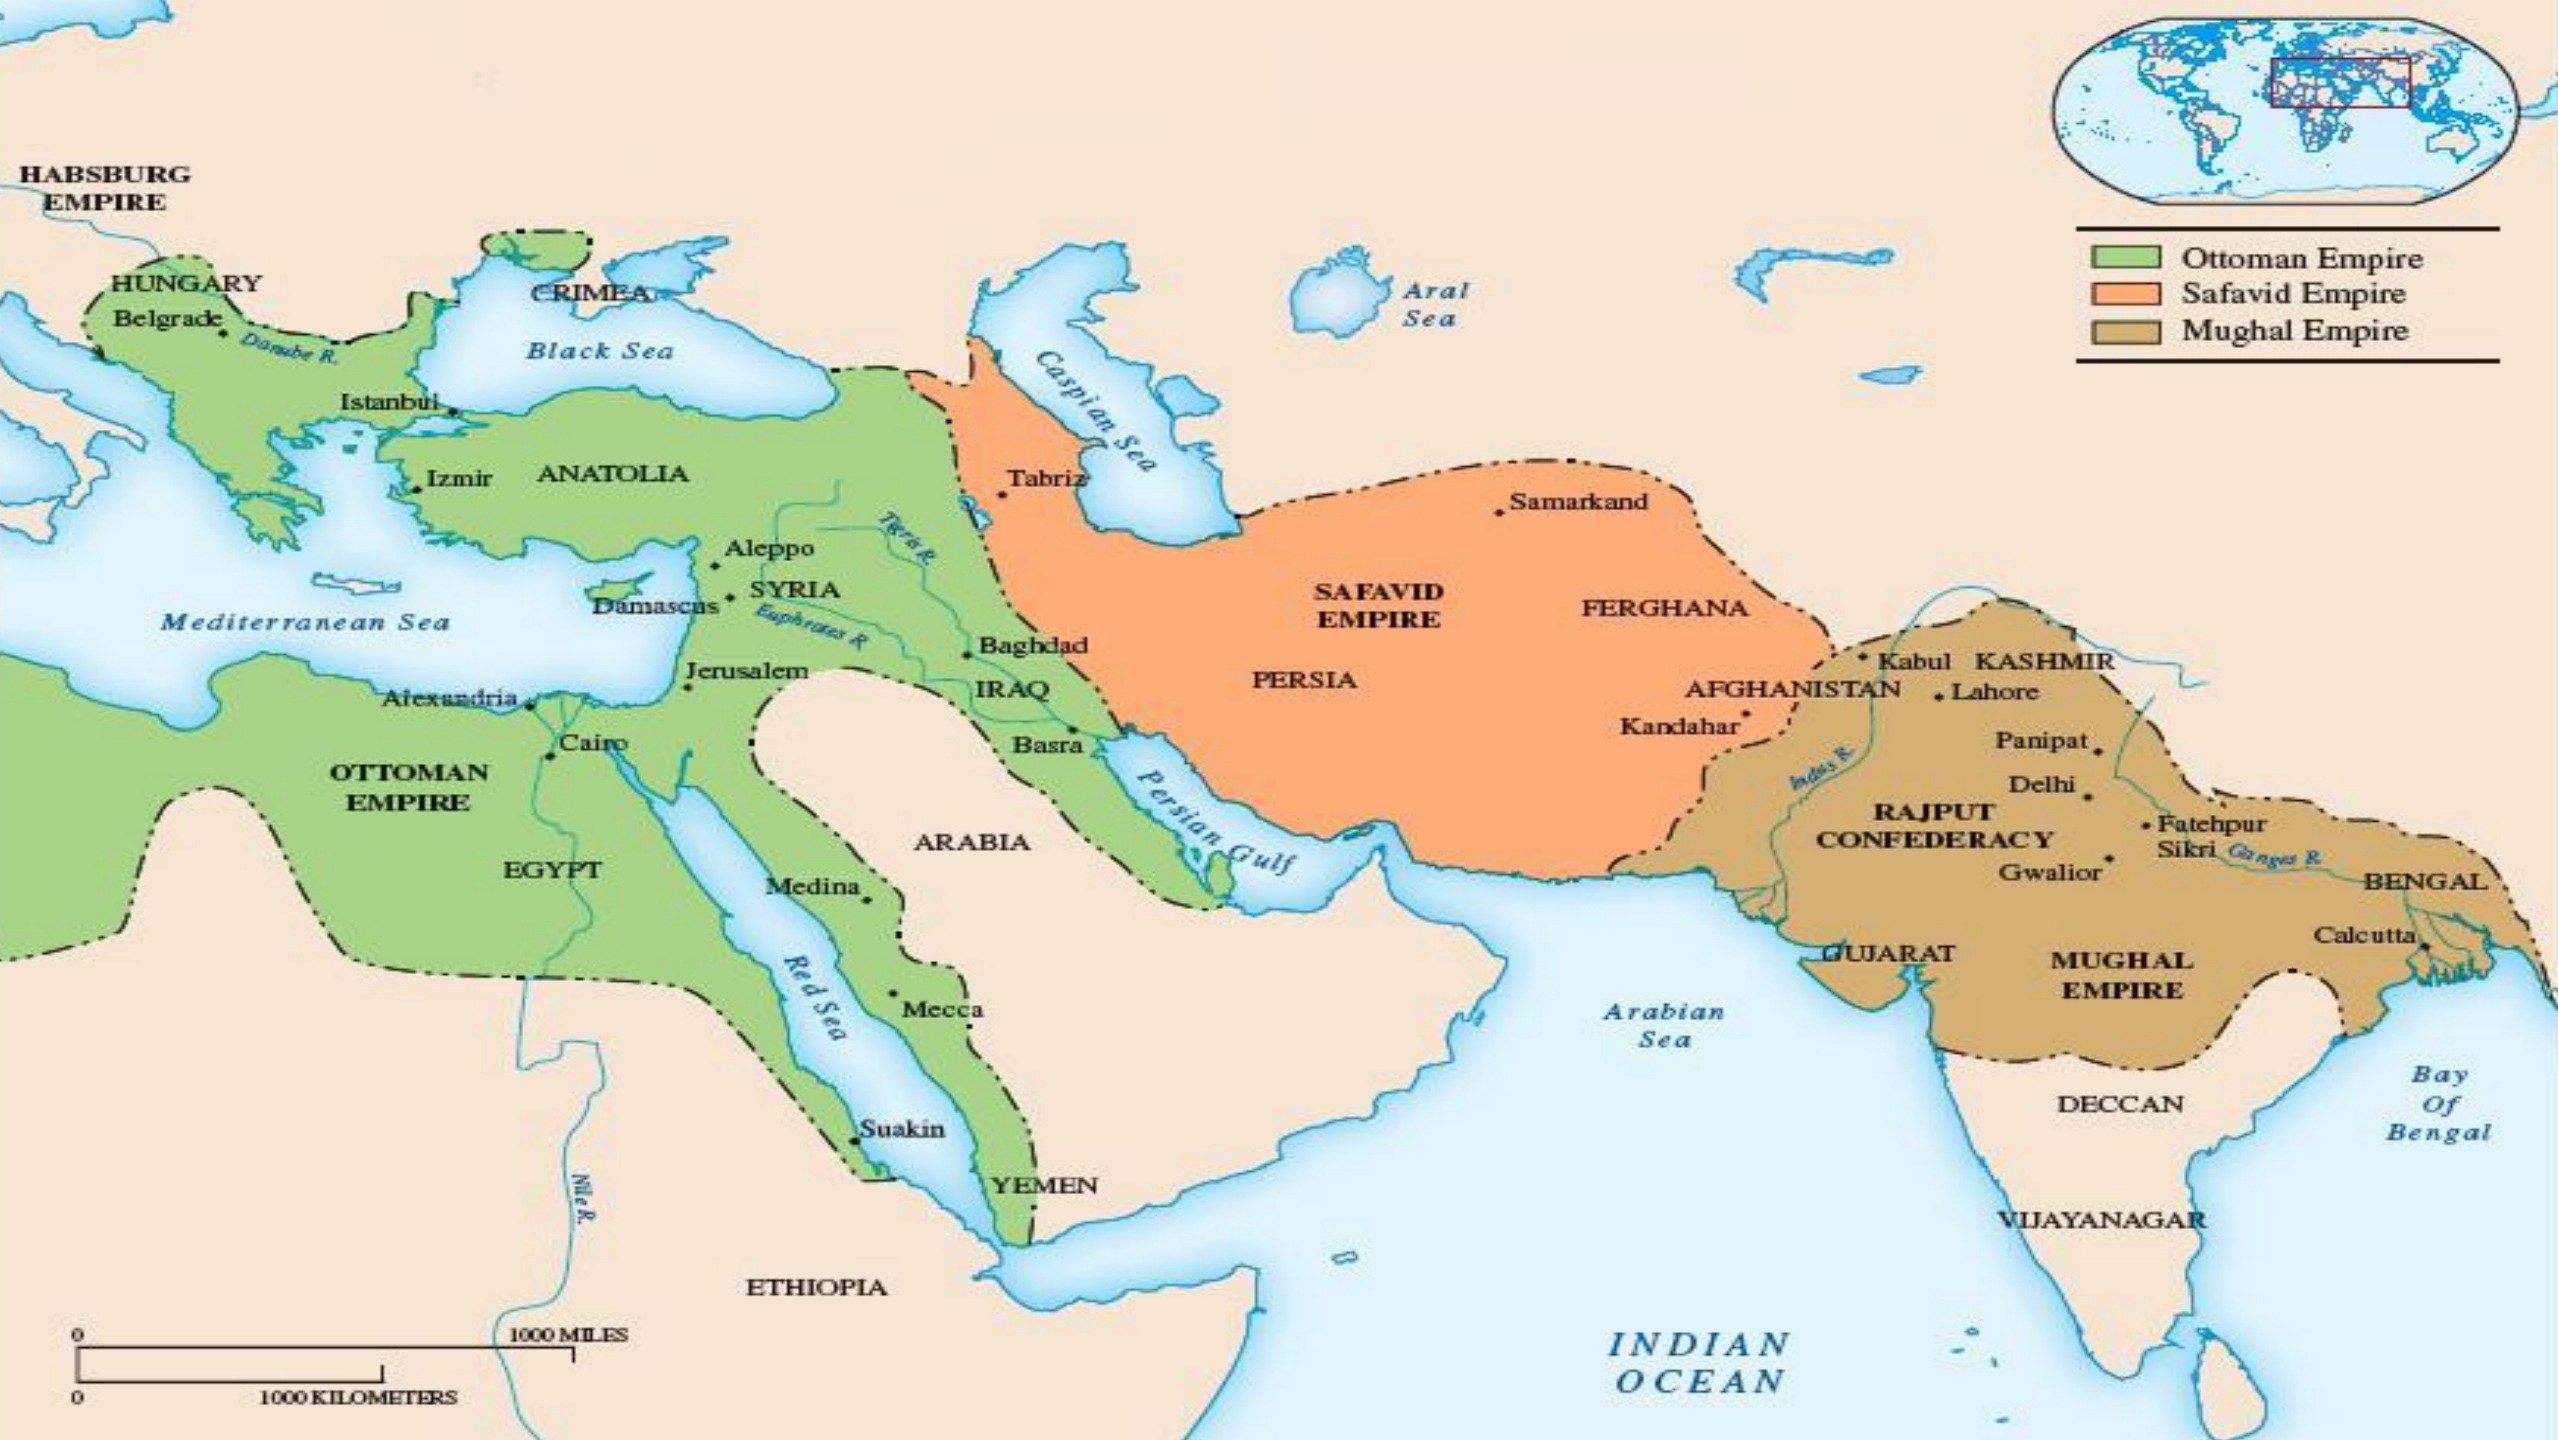 HABSBURG
EMPIRE
HUNGARY
Belgrade
Danube R.
CRIMEA
Black Sea
Istanbul
Izmir
ANATOLIA
Aleppo
SYRIA
Damascus
Euphrates R.
Tigris R.
Mediterranean Sea
Jerusalem
Baghdad
IRAQ
Basra
Alexandria
Cairo
OTTOMAN
EMPIRE
EGYPT
ARABIA
Medina
Mecca
Red Sea
Suakin
YEMEN
Nile R.
ETHIOPIA
Persian Gulf
Aral
Sea
Caspian Sea
Tabriz
Samarkand
SAFAVID
EMPIRE
FERGHANA
PERSIA
AFGHANISTAN
Kandahar
Kabul
KASHMIR
Lahore
Panipat
Indus R.
Delhi
RAJPUT
CONFEDERACY
Fatehpur
Sikri
Ganges R.
Gwalior
BENGAL
Calcutta
GUJARAT
MUGHAL
EMPIRE
Arabian
Sea
Bay
Of
Bengal
DECCAN
VIJAYANAGAR
INDIAN
OCEAN
Ottoman Empire
Safavid Empire
Mughal Empire
0
1000 MILES
0
1000 KILOMETERS